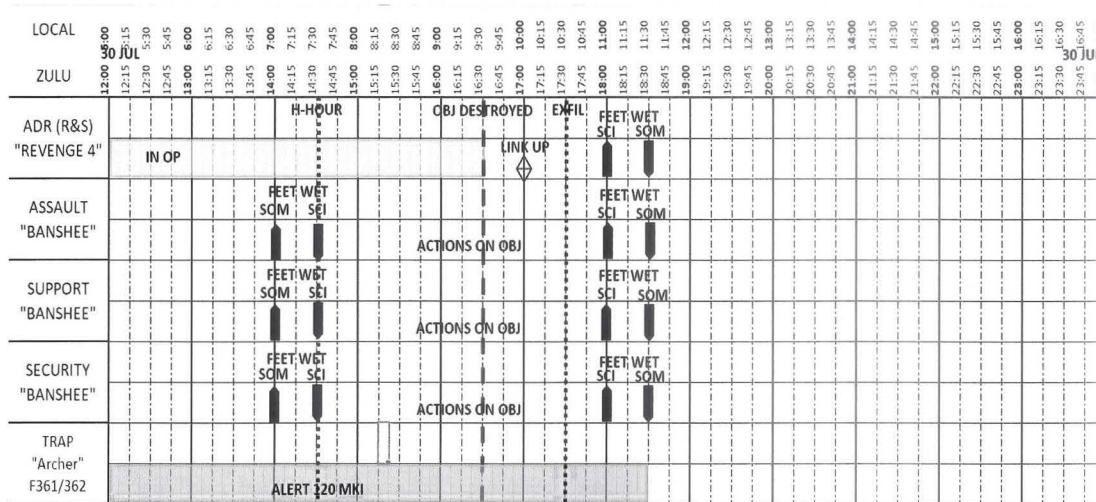 LOCAL
5:00 5:15 5:30 5:45 6:00 6:15 6:30 6:45 7:00 7:15 7:30 7:45 8:00 8:15 8:30 8:45 9:00 9:15 9:30 9:45 10:00 10:15 10:30 10:45 11:00 11:15 11:30 11:45 12:00 12:15 12:30 12:45 13:00 13:15 13:30 13:45 14:00 14:15 14:30 14:45 15:00 15:15 15:30 15:45 16:00 16:15 16:30 16:45
30 JUL 30 JUL
ZULU
12:00 12:15 12:30 12:45 13:00 13:15 13:30 13:45 14:00 14:15 14:30 14:45 15:00 15:15 15:30 15:45 16:00 16:15 16:30 16:45 17:00 17:15 17:30 17:45 18:00 18:15 18:30 18:45 19:00 19:15 19:30 19:45 20:00 20:15 20:30 20:45 21:00 21:15 21:30 21:45 22:00 22:15 22:30 22:45 23:00 23:15 23:30 23:45
H-HOUR OBJ DESTROYED EXFIL
ADR (R&S) FEET WET
SCI SOM
"REVENGE 4" IN OP LINK UP
ASSAULT FEET WET FEET WET
SOM SCI SCI SOM
"BANSHEE" ACTIONS ON OBJ
SUPPORT FEET WET FEET WET
SOM SCI SCI SOM
"BANSHEE" ACTIONS ON OBJ
SECURITY FEET WET FEET WET
SOM SCI SCI SOM
"BANSHEE" ACTIONS ON OBJ
TRAP
"Archer"
F361/362 ALERT 120 MKI